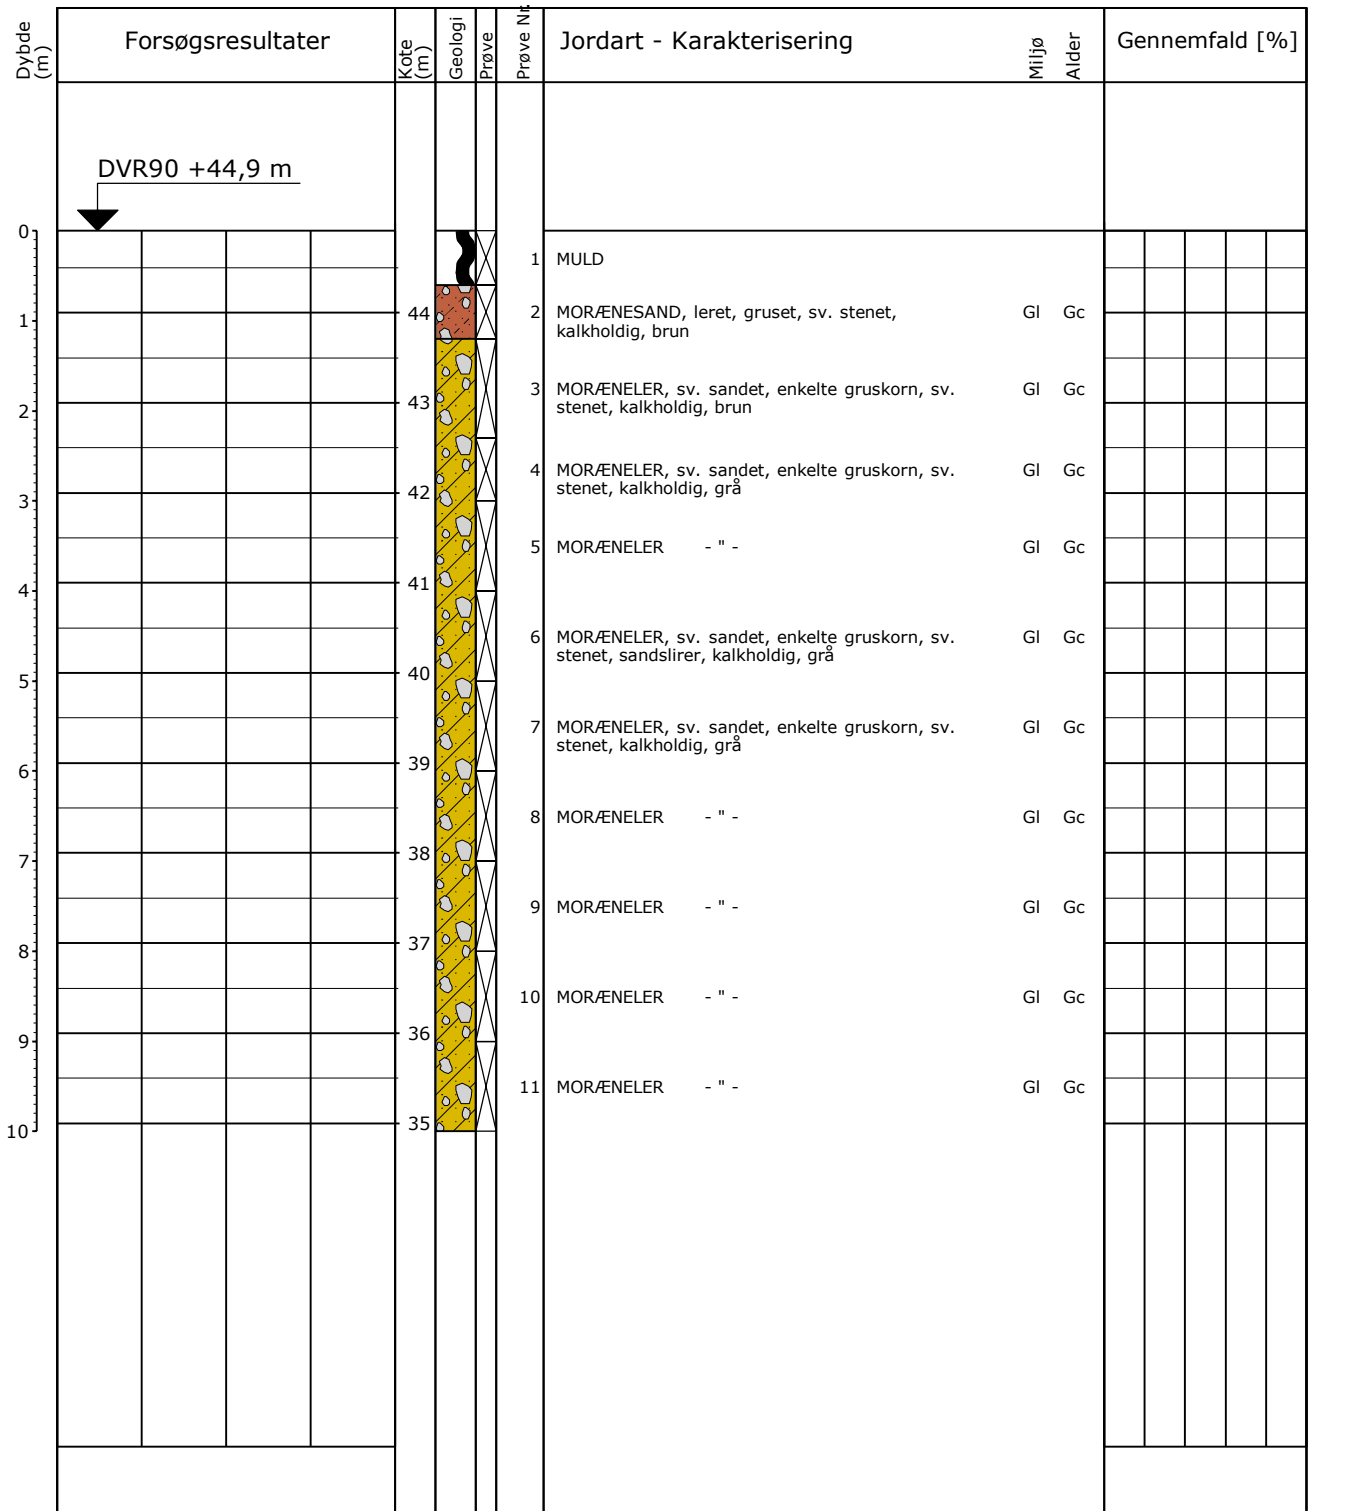 Dybde (m)
Forsøgsresultater
Kote (m)
Geologi
Prøve
Prøve Nr.
Jordart - Karakterisering
Miljø
Alder
Gennemfald [%]
DVR90 +44,9 m
0
1 MULD
44
1
2 MORÆNESAND, leret, gruset, sv. stenet, Gl Gc
kalkholdig, brun
3 MORÆNELER, sv. sandet, enkelte gruskorn, sv. Gl Gc
stenet, kalkholdig, brun
43
2
4 MORÆNELER, sv. sandet, enkelte gruskorn, sv. Gl Gc
stenet, kalkholdig, grå
42
3
5 MORÆNELER - " - Gl Gc
41
4
6 MORÆNELER, sv. sandet, enkelte gruskorn, sv. Gl Gc
stenet, sandslirer, kalkholdig, grå
40
5
7 MORÆNELER, sv. sandet, enkelte gruskorn, sv. Gl Gc
stenet, kalkholdig, grå
39
6
8 MORÆNELER - " - Gl Gc
38
7
9 MORÆNELER - " - Gl Gc
37
8
10 MORÆNELER - " - Gl Gc
36
9
11 MORÆNELER - " - Gl Gc
35
10